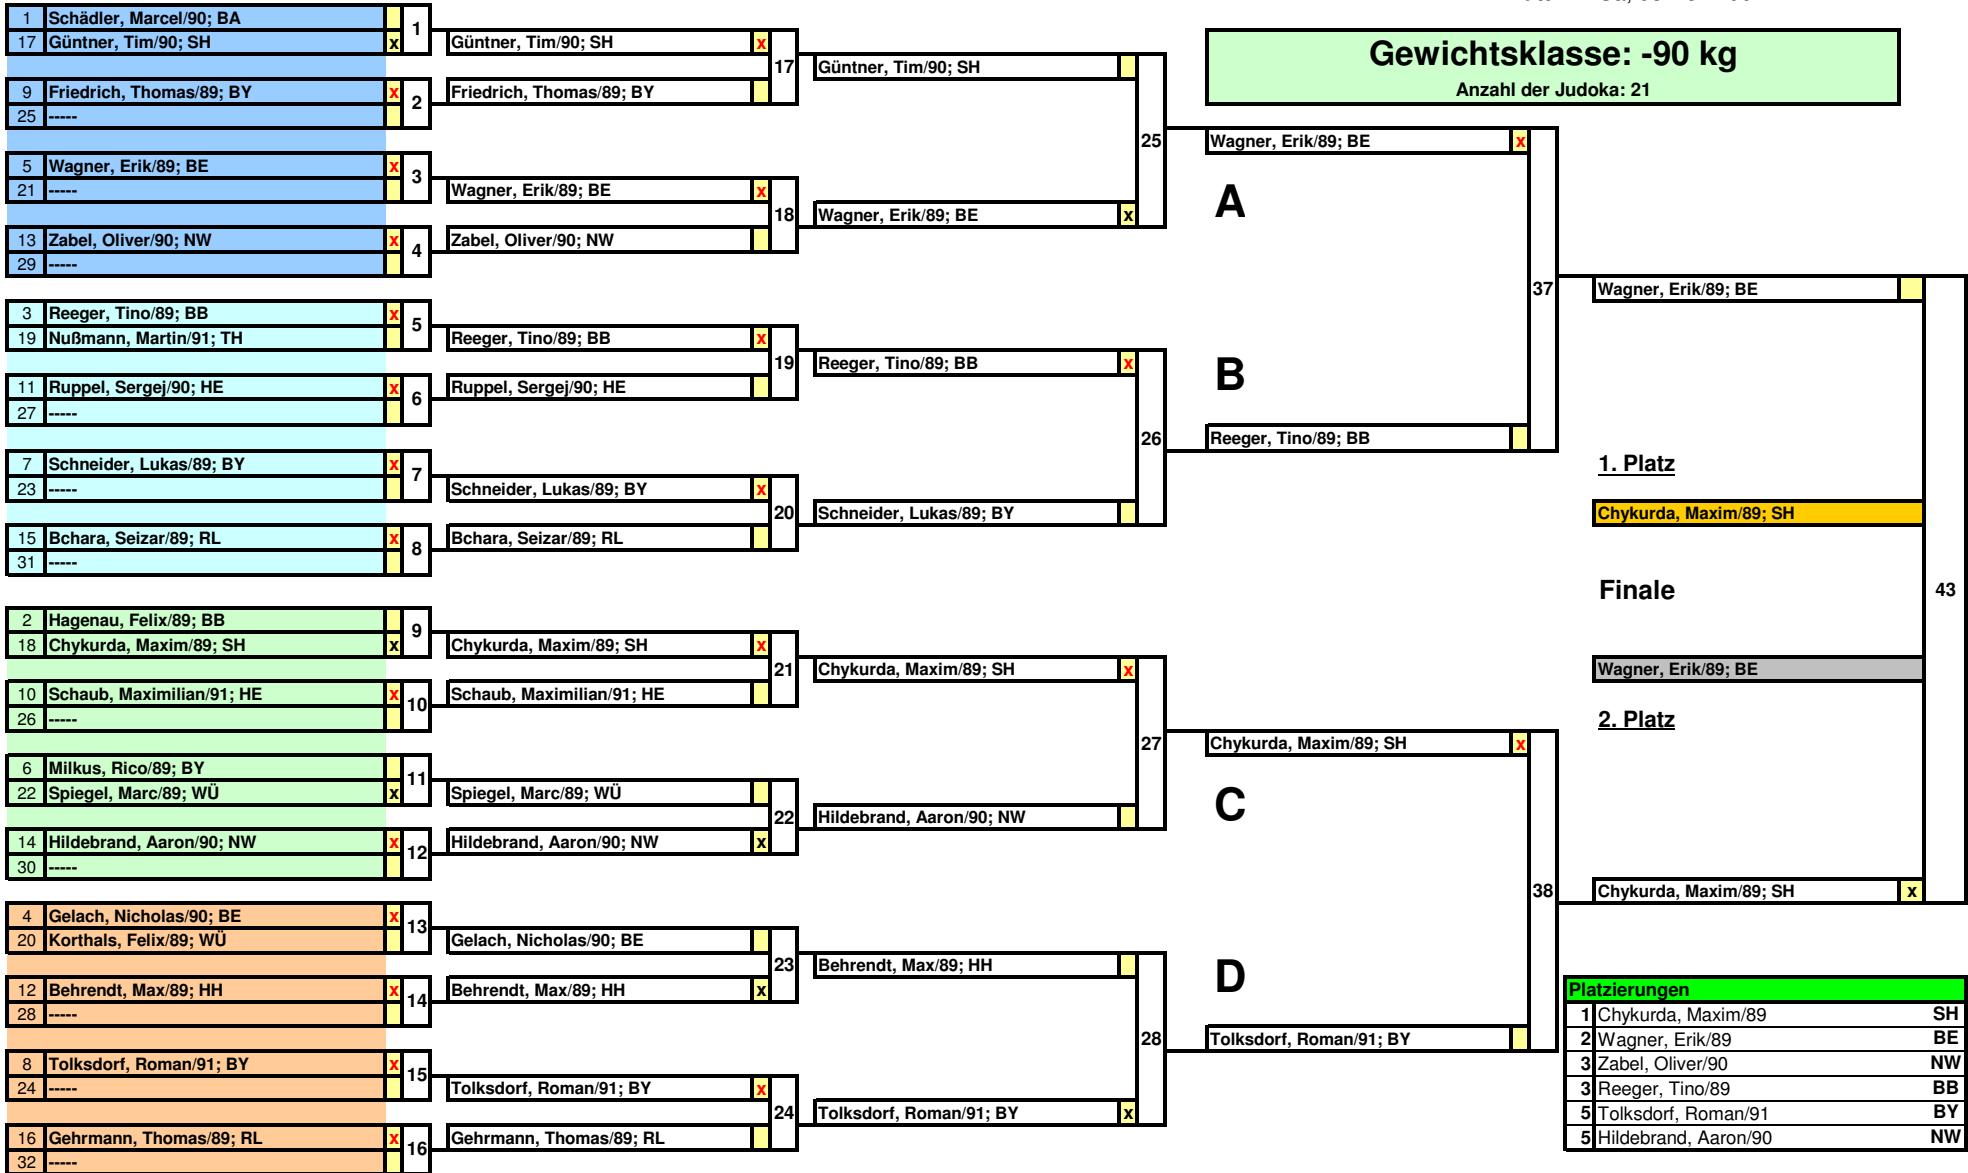 Gewichtsklasse: -90 kg
Anzahl der Judoka: 21
1 Schädler, Marcel/90; BA
17 Güntner, Tim/90; SH x
1
9 Friedrich, Thomas/89; BY x
25 -----
2
5 Wagner, Erik/89; BE x
21 -----
3
13 Zabel, Oliver/90; NW x
29 -----
4
3 Reeger, Tino/89; BB x
19 Nußmann, Martin/91; TH
5
11 Ruppel, Sergej/90; HE x
27 -----
6
7 Schneider, Lukas/89; BY x
23 -----
7
15 Bchara, Seizar/89; RL x
31 -----
8
2 Hagenau, Felix/89; BB
18 Chykurda, Maxim/89; SH x
9
10 Schaub, Maximilian/91; HE x
26 -----
10
6 Milkus, Rico/89; BY
22 Spiegel, Marc/89; WÜ x
11
14 Hildebrand, Aaron/90; NW x
30 -----
12
4 Gelach, Nicholas/90; BE x
20 Korthals, Felix/89; WÜ
13
12 Behrendt, Max/89; HH x
28 -----
14
8 Tolksdorf, Roman/91; BY x
24 -----
15
16 Gehrmann, Thomas/89; RL x
32 -----
16
Güntner, Tim/90; SH x
Friedrich, Thomas/89; BY
17
Wagner, Erik/89; BE x
Zabel, Oliver/90; NW
18
Reeger, Tino/89; BB x
Ruppel, Sergej/90; HE
19
Schneider, Lukas/89; BY x
Bchara, Seizar/89; RL
20
Chykurda, Maxim/89; SH x
Schaub, Maximilian/91; HE
21
Spiegel, Marc/89; WÜ
Hildebrand, Aaron/90; NW x
22
Gelach, Nicholas/90; BE
Behrendt, Max/89; HH x
23
Tolksdorf, Roman/91; BY x
Gehrmann, Thomas/89; RL
24
Güntner, Tim/90; SH
Wagner, Erik/89; BE x
25
Reeger, Tino/89; BB x
Schneider, Lukas/89; BY
26
Chykurda, Maxim/89; SH x
Hildebrand, Aaron/90; NW
27
Behrendt, Max/89; HH
Tolksdorf, Roman/91; BY x
28
Wagner, Erik/89; BE x
A
B
Reeger, Tino/89; BB
37
Chykurda, Maxim/89; SH x
C
D
Tolksdorf, Roman/91; BY
38
Wagner, Erik/89; BE
1. Platz
Chykurda, Maxim/89; SH
Finale
43
Wagner, Erik/89; BE
2. Platz
Chykurda, Maxim/89; SH x
Platzierungen
1 Chykurda, Maxim/89 SH
2 Wagner, Erik/89 BE
3 Zabel, Oliver/90 NW
3 Reeger, Tino/89 BB
5 Tolksdorf, Roman/91 BY
5 Hildebrand, Aaron/90 NW